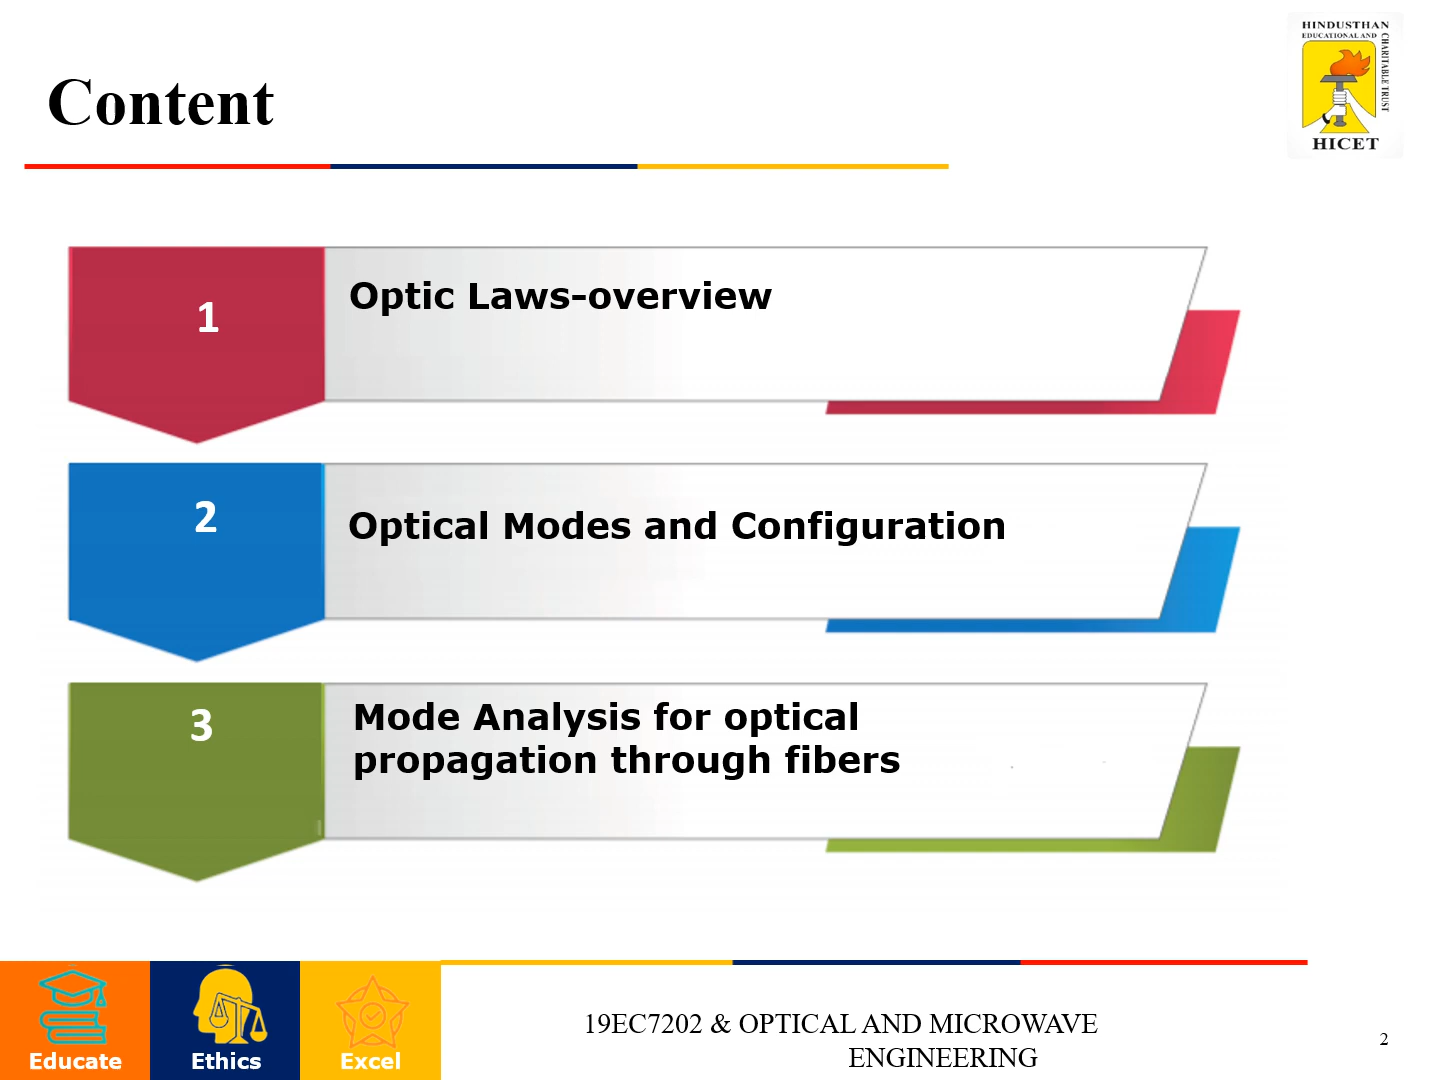 Content
HINDUSTHAN
EDUCATIONAL AND
CHARITABLE TRUST
HICET
1
Optic Laws-overview
2
Optical Modes and Configuration
3
Mode Analysis for optical
propagation through fibers
Educate
Ethics
Excel
19EC7202 & OPTICAL AND MICROWAVE
ENGINEERING
2